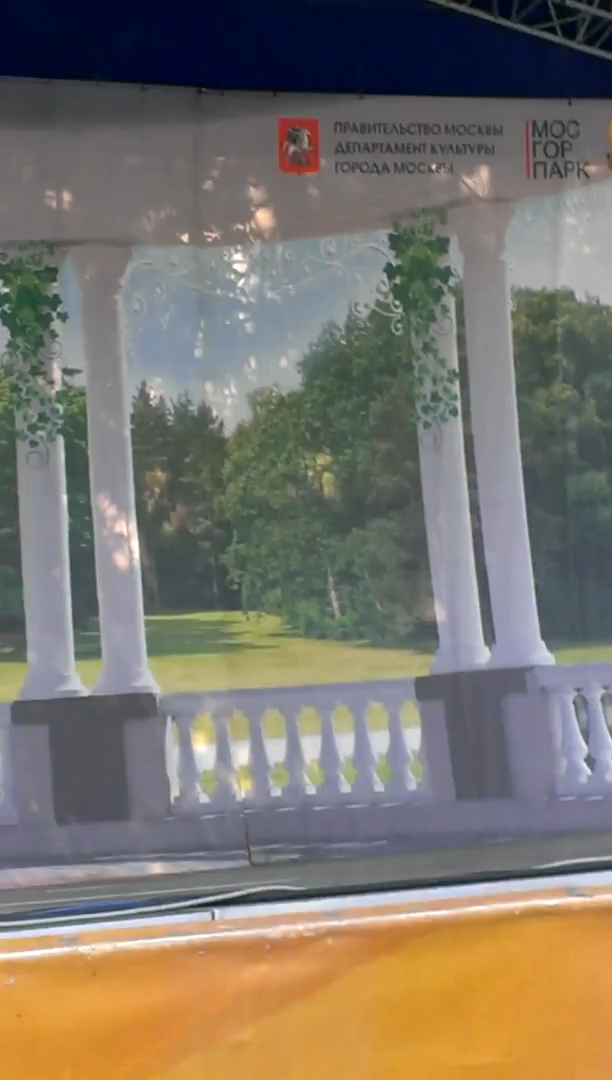 ПРАВИТЕЛЬСТВО МОСКВЫ
ДЕПАРТАМЕНТ КУЛЬТУРЫ
ГОРОДА МОСКВЫ
МОС
ГОР
ПАРК